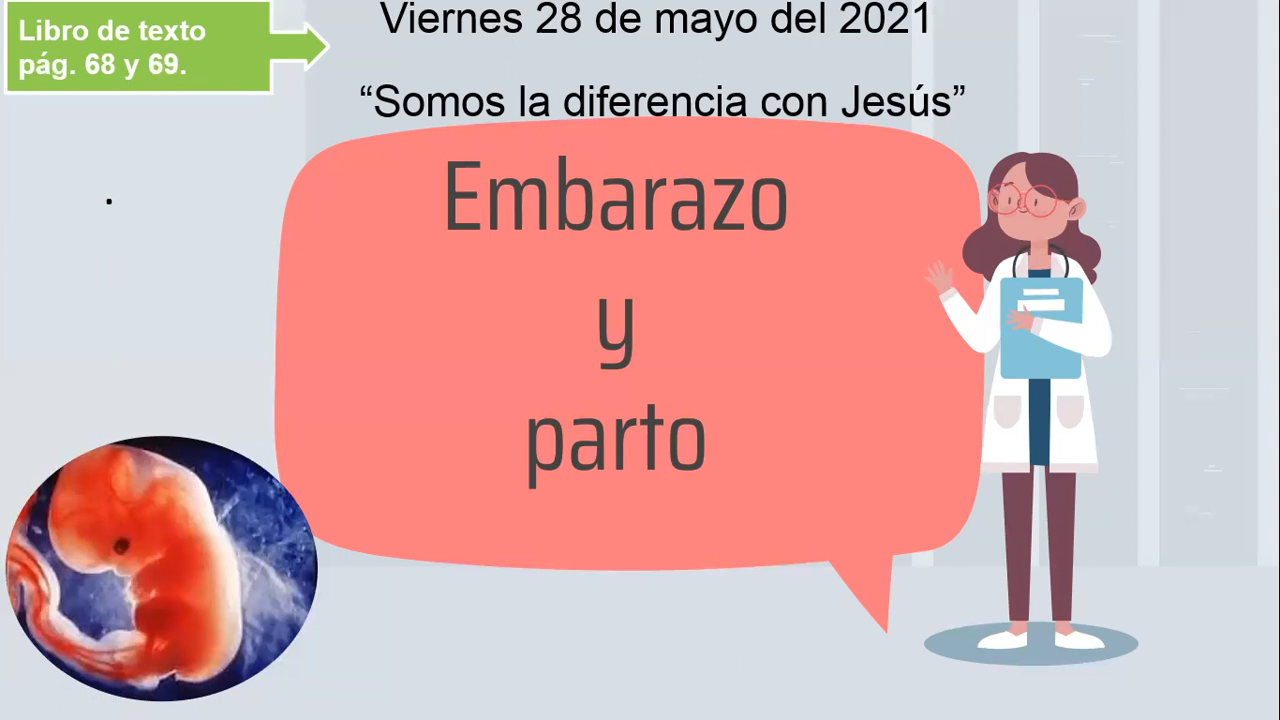 Libro de texto
pág. 68 y 69.
Viernes 28 de mayo del 2021
“Somos la diferencia con Jesús”
Embarazo
y
parto